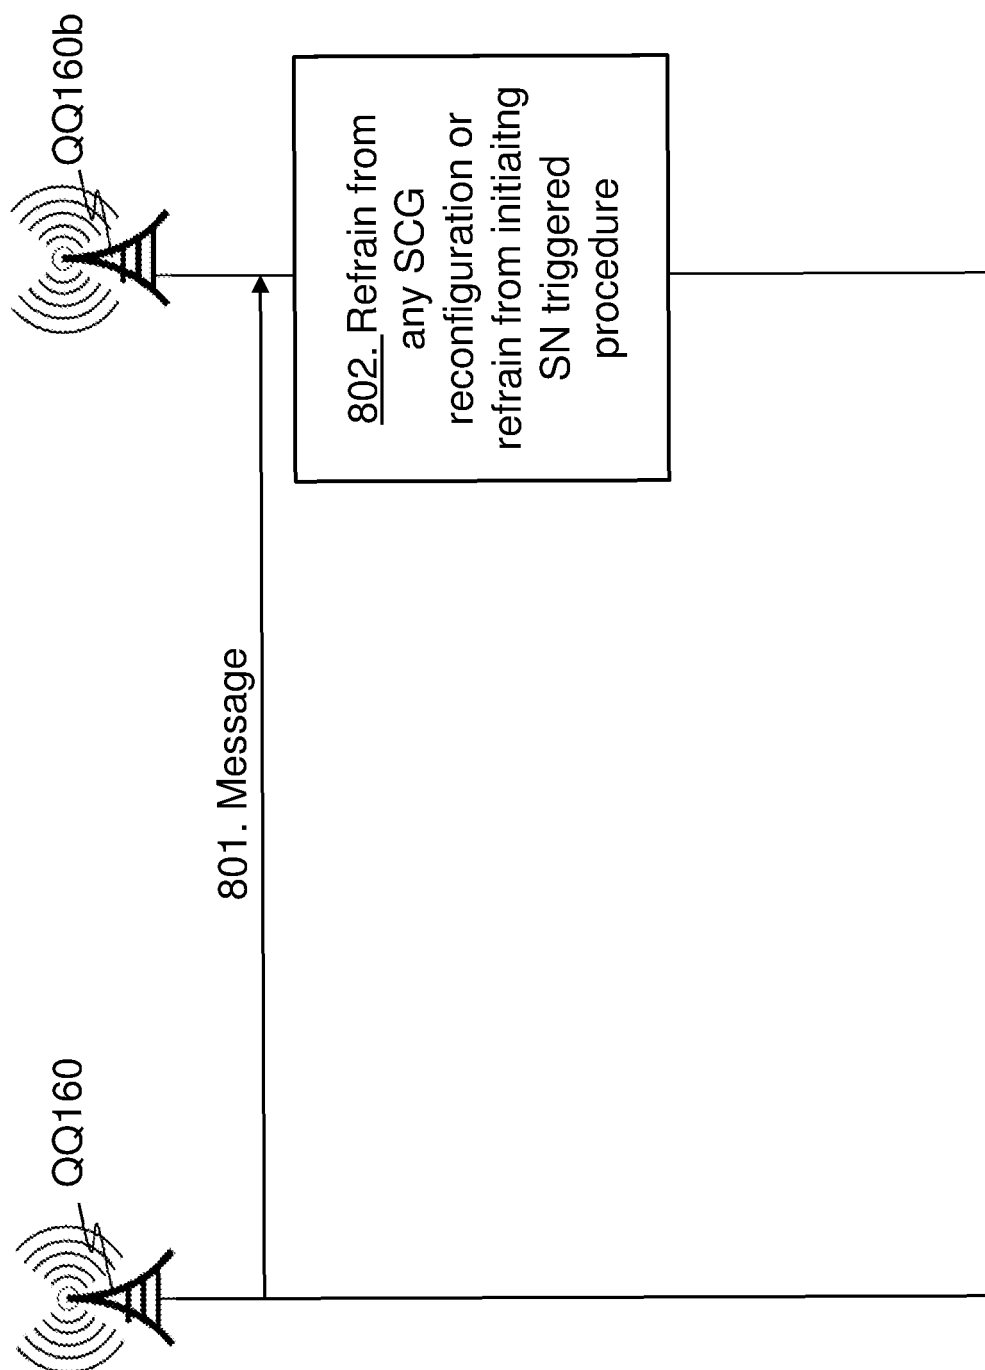 QQ160
QQ160b
801. Message
802. Refrain from
any SCG
reconfiguration or
refrain from initiaitng
SN triggered
procedure